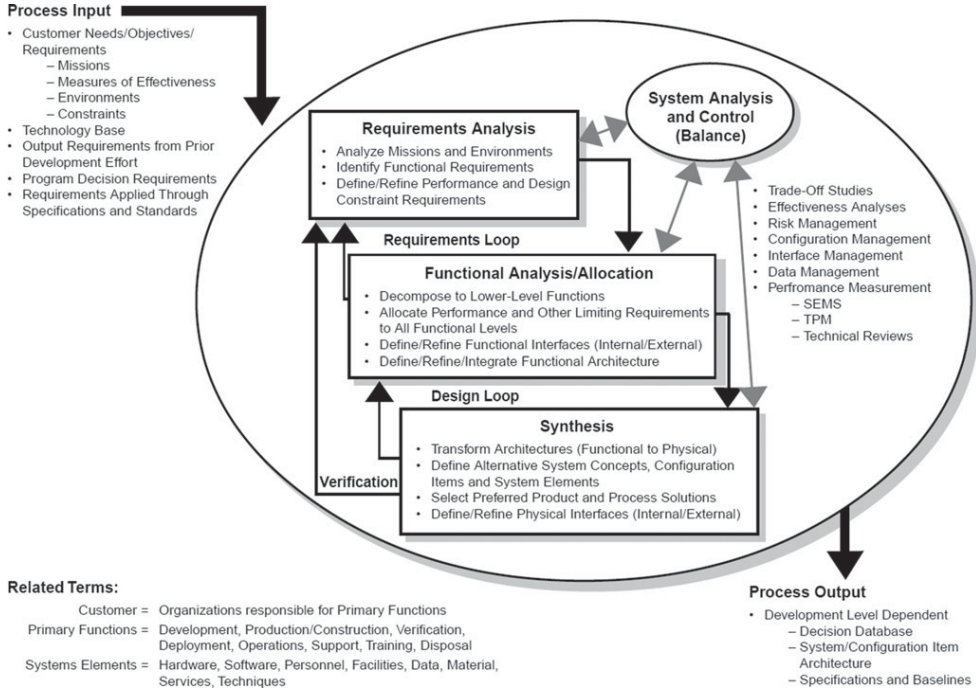 Process Input
• Customer Needs/Objectives/
Requirements
– Missions
– Measures of Effectiveness
– Environments
– Constraints
• Technology Base
• Output Requirements from Prior
Development Effort
• Program Decision Requirements
• Requirements Applied Through
Specifications and Standards
System Analysis
and Control
(Balance)
Requirements Analysis
• Analyze Missions and Environments
• Identify Functional Requirements
• Define/Refine Performance and Design
Constraint Requirements
• Trade-Off Studies
• Effectiveness Analyses
• Risk Management
• Configuration Management
• Interface Management
• Data Management
• Perfromance Measurement
– SEMS
– TPM
– Technical Reviews
Requirements Loop
Functional Analysis/Allocation
• Decompose to Lower-Level Functions
• Allocate Performance and Other Limiting Requirements
to All Functional Levels
• Define/Refine Functional Interfaces (Internal/External)
• Define/Refine/Integrate Functional Architecture
Design Loop
Synthesis
• Transform Architectures (Functional to Physical)
• Define Alternative System Concepts, Configuration
Items and System Elements
• Select Preferred Product and Process Solutions
• Define/Refine Physical Interfaces (Internal/External)
Verification
Related Terms:
Customer = Organizations responsible for Primary Functions
Primary Functions = Development, Production/Construction, Verification,
Deployment, Operations, Support, Training, Disposal
Systems Elements = Hardware, Software, Personnel, Facilities, Data, Material,
Services, Techniques
Process Output
• Development Level Dependent
– Decision Database
– System/Configuration Item
Architecture
– Specifications and Baselines